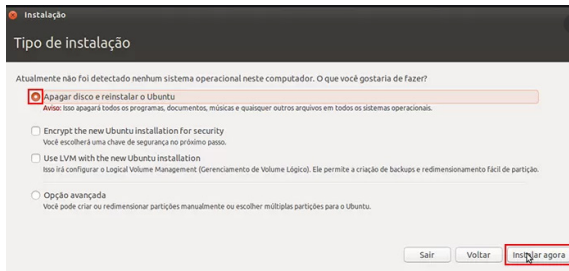 Instalação
Tipo de instalação
Atualmente não foi detectado nenhum sistema operacional neste computador. O que você gostaria de fazer?
Apagar disco e reinstalar o Ubuntu
Aviso: Isso apagará todos os programas, documentos, músicas e quaisquer outros arquivos em todos os sistemas operacionais.
Encrypt the new Ubuntu installation for security
Você escolherá uma chave de segurança no próximo passo.
Use LVM with the new Ubuntu installation
Isso irá configurar o Logical Volume Management (Gerenciamento de Volume Lógico). Ele permite a criação de backups e redimensionamento fácil de partição.
Opção avançada
Você pode criar ou redimensionar partições manualmente ou escolher múltiplas partições para o Ubuntu.
Sair
Voltar
Instalar agora